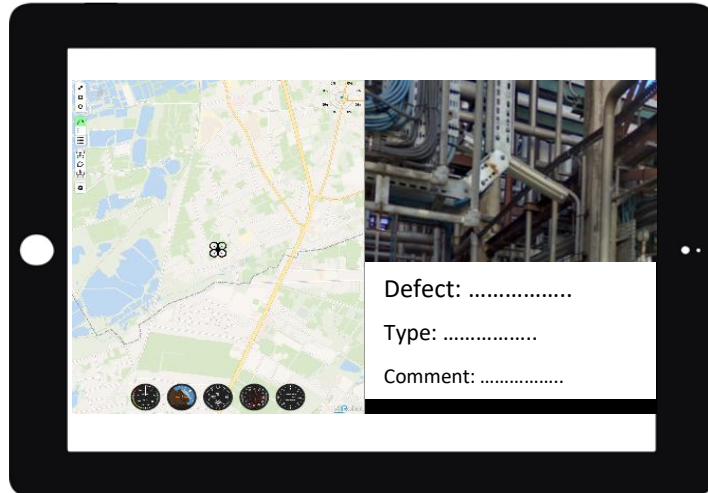 Defect: ……………..
Type: ……………..
Comment: ……………..